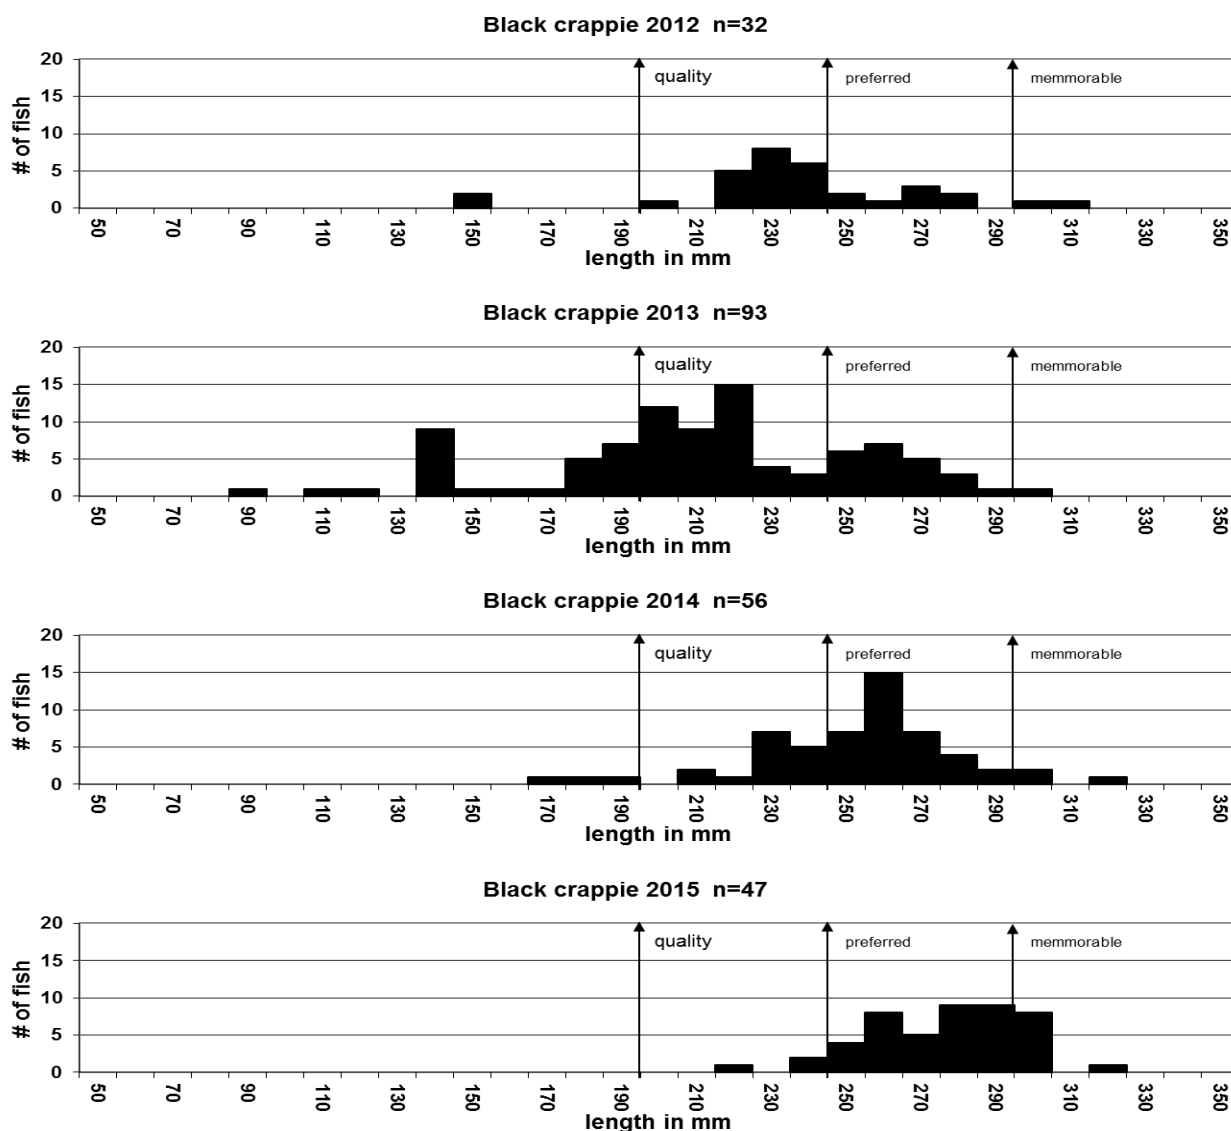 Black crappie 2012 n=32
20
15
10
5
0
# of fish
quality
preferred
memmorable
50 70 90 110 130 150 170 190 210 230 250 270 290 310 330 350
length in mm
Black crappie 2013 n=93
20
15
10
5
0
# of fish
quality
preferred
memmorable
50 70 90 110 130 150 170 190 210 230 250 270 290 310 330 350
length in mm
Black crappie 2014 n=56
20
15
10
5
0
# of fish
quality
preferred
memmorable
50 70 90 110 130 150 170 190 210 230 250 270 290 310 330 350
length in mm
Black crappie 2015 n=47
20
15
10
5
0
# of fish
quality
preferred
memmorable
50 70 90 110 130 150 170 190 210 230 250 270 290 310 330 350
length in mm